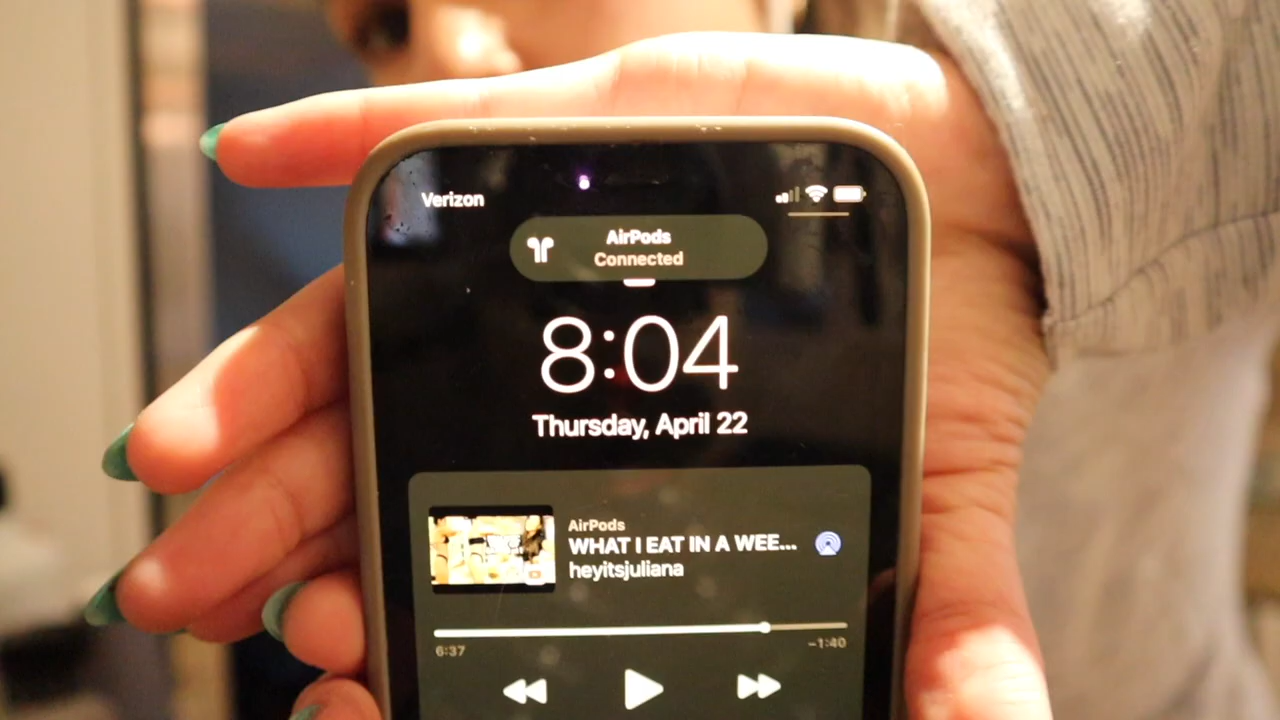 Verizon
AirPods
Connected
8:04
Thursday, April 22
AirPods
WHAT I EAT IN A WEE...
heyitsjuliana
6:37
-1:40